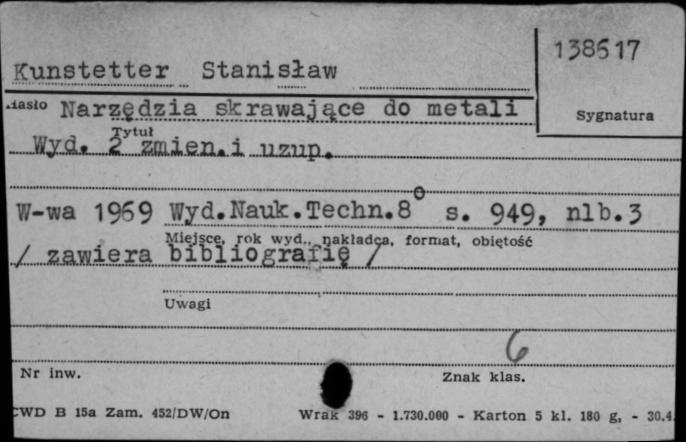 138617
Kunstetter Stanisław
Hasło Narzędzia skrawające do metali
Sygnatura
Tytuł
Wyd. 2 zmien.i uzup.
W-wa 1969 Wyd.Nauk.Techn.8° s. 949, nlb.3
Miejsce, rok wyd., nakładca, format, objętość
/ zawiera bibliografię /
Uwagi
6
Nr inw.
Znak klas.
CWD B 15a Zam. 452/DW/On Wrak 396 - 1.730.000 - Karton 5 kl. 180 g, - 30.4